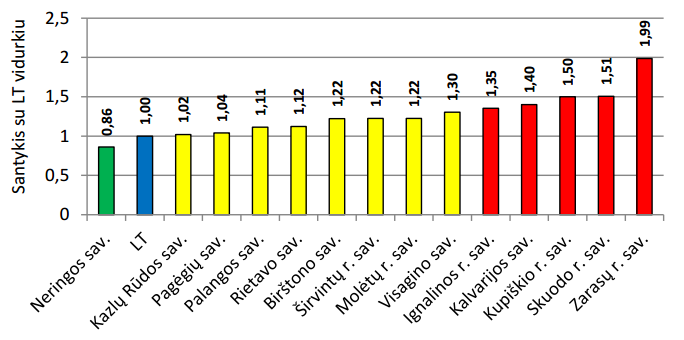 Santykis su LT vidurkiu
2,5
2
1,5
1
0,5
0
0,86
1,00
1,02
1,04
1,11
1,12
1,22
1,22
1,22
1,30
1,35
1,40
1,50
1,51
1,99
Neringos sav.
LT
Kazlų Rūdos sav.
Pagėgių sav.
Palangos sav.
Rietavo sav.
Birštono sav.
Širvintų r. sav.
Molėtų r. sav.
Visagino sav.
Ignalinos r. sav.
Kalvarijos sav.
Kupiškio r. sav.
Skuodo r. sav.
Zarasų r. sav.